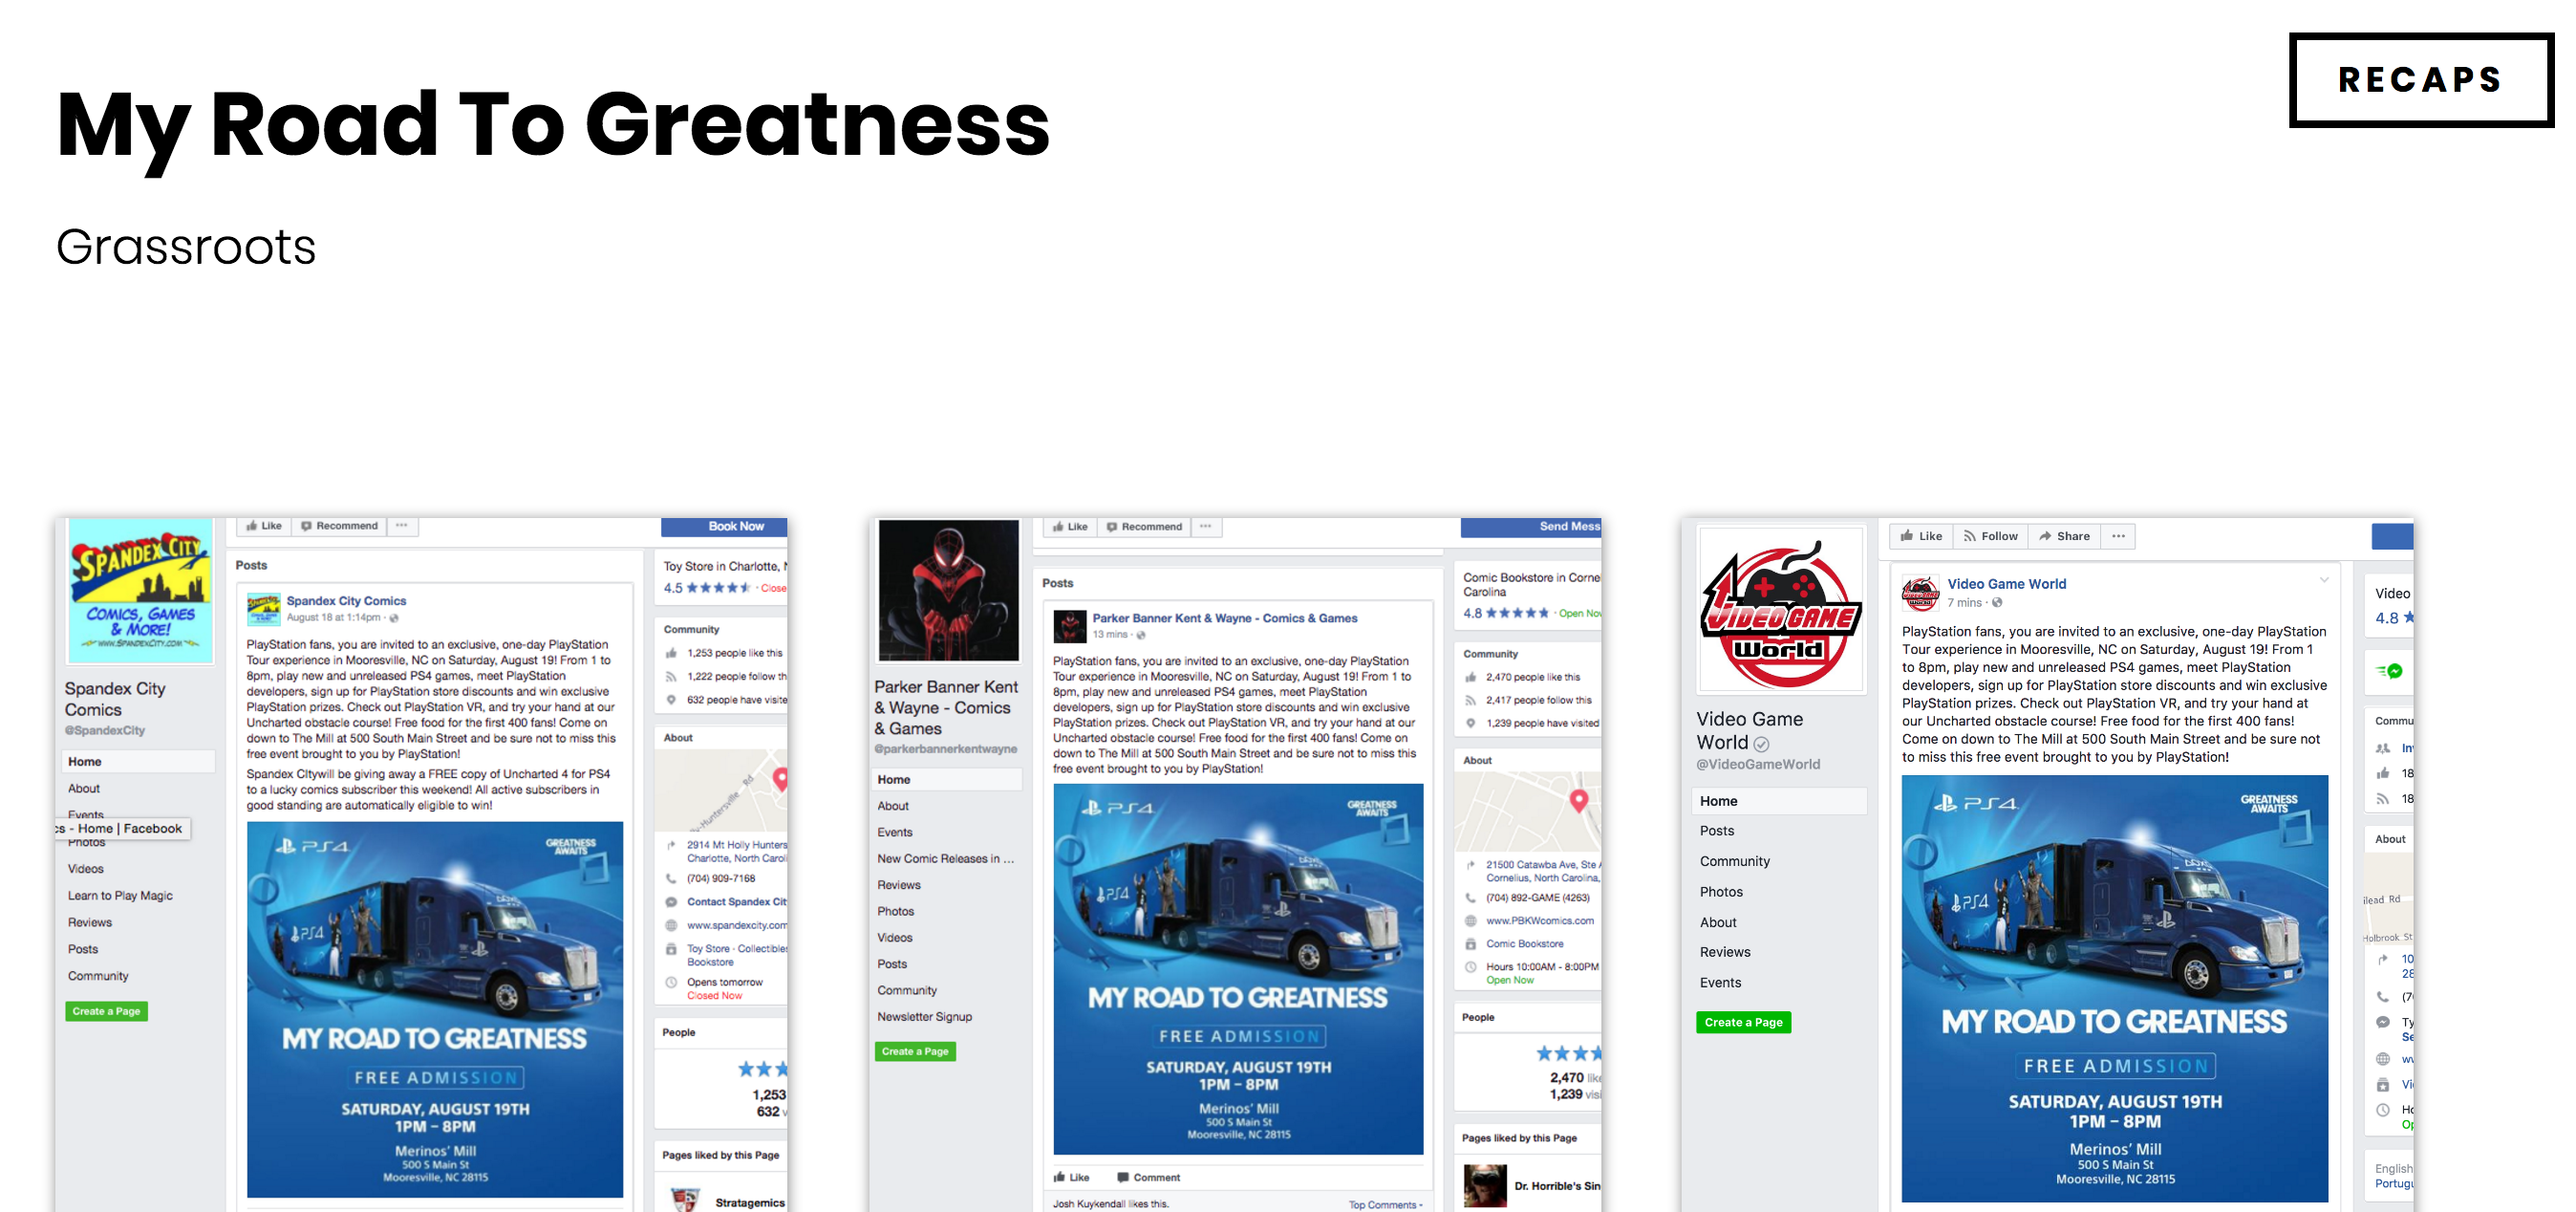 RECAPS
My Road To Greatness
Grassroots
SPANDEX CITY
COMICS, GAMES
& MORE!
WWW.SPANDEXCITY.COM
Spandex City
Comics
@SpandexCity
Home
About
Events
cs - Home | Facebook
Photos
Videos
Learn to Play Magic
Reviews
Posts
Community
Create a Page
Like Recommend ···
Book Now
Posts
Spandex City Comics
August 18 at 1:14pm ·
PlayStation fans, you are invited to an exclusive, one-day PlayStation
Tour experience in Mooresville, NC on Saturday, August 19! From 1 to
8pm, play new and unreleased PS4 games, meet PlayStation
developers, sign up for PlayStation store discounts and win exclusive
PlayStation prizes. Check out PlayStation VR, and try your hand at our
Uncharted obstacle course! Free food for the first 400 fans! Come on
down to The Mill at 500 South Main Street and be sure not to miss this
free event brought to you by PlayStation!
Spandex CItywill be giving away a FREE copy of Uncharted 4 for PS4
to a lucky comics subscriber this weekend! All active subscribers in
good standing are automatically eligible to win!
PS4
GREATNESS
AWAITS
PS4
MY ROAD TO GREATNESS
FREE ADMISSION
SATURDAY, AUGUST 19TH
1PM – 8PM
Merinos' Mill
500 S Main St
Mooresville, NC 28115
Toy Store in Charlotte,
4.5 · Close
Community
1,253 people like this
1,222 people follow th
632 people have visite
About
y-Huntersville Rd
2914 Mt Holly Hunters
Charlotte, North Caroli
(704) 909-7168
Contact Spandex Cit
www.spandexcity.com
Toy Store · Collectibles
Bookstore
Opens tomorrow
Closed Now
People
1,253
632 v
Pages liked by this Page
Stratagemics
Parker Banner Kent
& Wayne - Comics
& Games
@parkerbannerkentwayne
Home
About
Events
New Comic Releases in ...
Reviews
Photos
Videos
Posts
Community
Newsletter Signup
Create a Page
Like Recommend ···
Send Mess
Posts
Parker Banner Kent & Wayne - Comics & Games
13 mins ·
PlayStation fans, you are invited to an exclusive, one-day PlayStation
Tour experience in Mooresville, NC on Saturday, August 19! From 1 to
8pm, play new and unreleased PS4 games, meet PlayStation
developers, sign up for PlayStation store discounts and win exclusive
PlayStation prizes. Check out PlayStation VR, and try your hand at our
Uncharted obstacle course! Free food for the first 400 fans! Come on
down to The Mill at 500 South Main Street and be sure not to miss this
free event brought to you by PlayStation!
PS4
GREATNESS
AWAITS
PS4
MY ROAD TO GREATNESS
FREE ADMISSION
SATURDAY, AUGUST 19TH
1PM – 8PM
Merinos' Mill
500 S Main St
Mooresville, NC 28115
Like Comment
Josh Kuykendall likes this.
Top Comments
Comic Bookstore in Corne
Carolina
4.8 · Open Nov
Community
2,470 people like this
2,417 people follow this
1,239 people have visited
About
21500 Catawba Ave, Ste A
Cornelius, North Carolina,
(704) 892-GAME (4263)
www.PBKWcomics.com
Comic Bookstore
Hours 10:00AM - 8:00PM
Open Now
People
2,470 like
1,239 visi
Pages liked by this Page
Dr. Horrible's Sin
VIDEO GAME
World
Video Game
World
@VideoGameWorld
Home
Posts
Community
Photos
About
Reviews
Events
Create a Page
Like Follow Share ···
Video Game World
7 mins ·
PlayStation fans, you are invited to an exclusive, one-day PlayStation
Tour experience in Mooresville, NC on Saturday, August 19! From 1
to 8pm, play new and unreleased PS4 games, meet PlayStation
developers, sign up for PlayStation store discounts and win exclusive
PlayStation prizes. Check out PlayStation VR, and try your hand at
our Uncharted obstacle course! Free food for the first 400 fans!
Come on down to The Mill at 500 South Main Street and be sure not
to miss this free event brought to you by PlayStation!
PS4
GREATNESS
AWAITS
PS4
MY ROAD TO GREATNESS
FREE ADMISSION
SATURDAY, AUGUST 19TH
1PM – 8PM
Merinos' Mill
500 S Main St
Mooresville, NC 28115
Video
4.8
Commu
Inv
18
18
About
ilead Rd
Holbrook St
10
28
(7
Ty
Se
ww
Vi
Ho
Op
English
Portugu